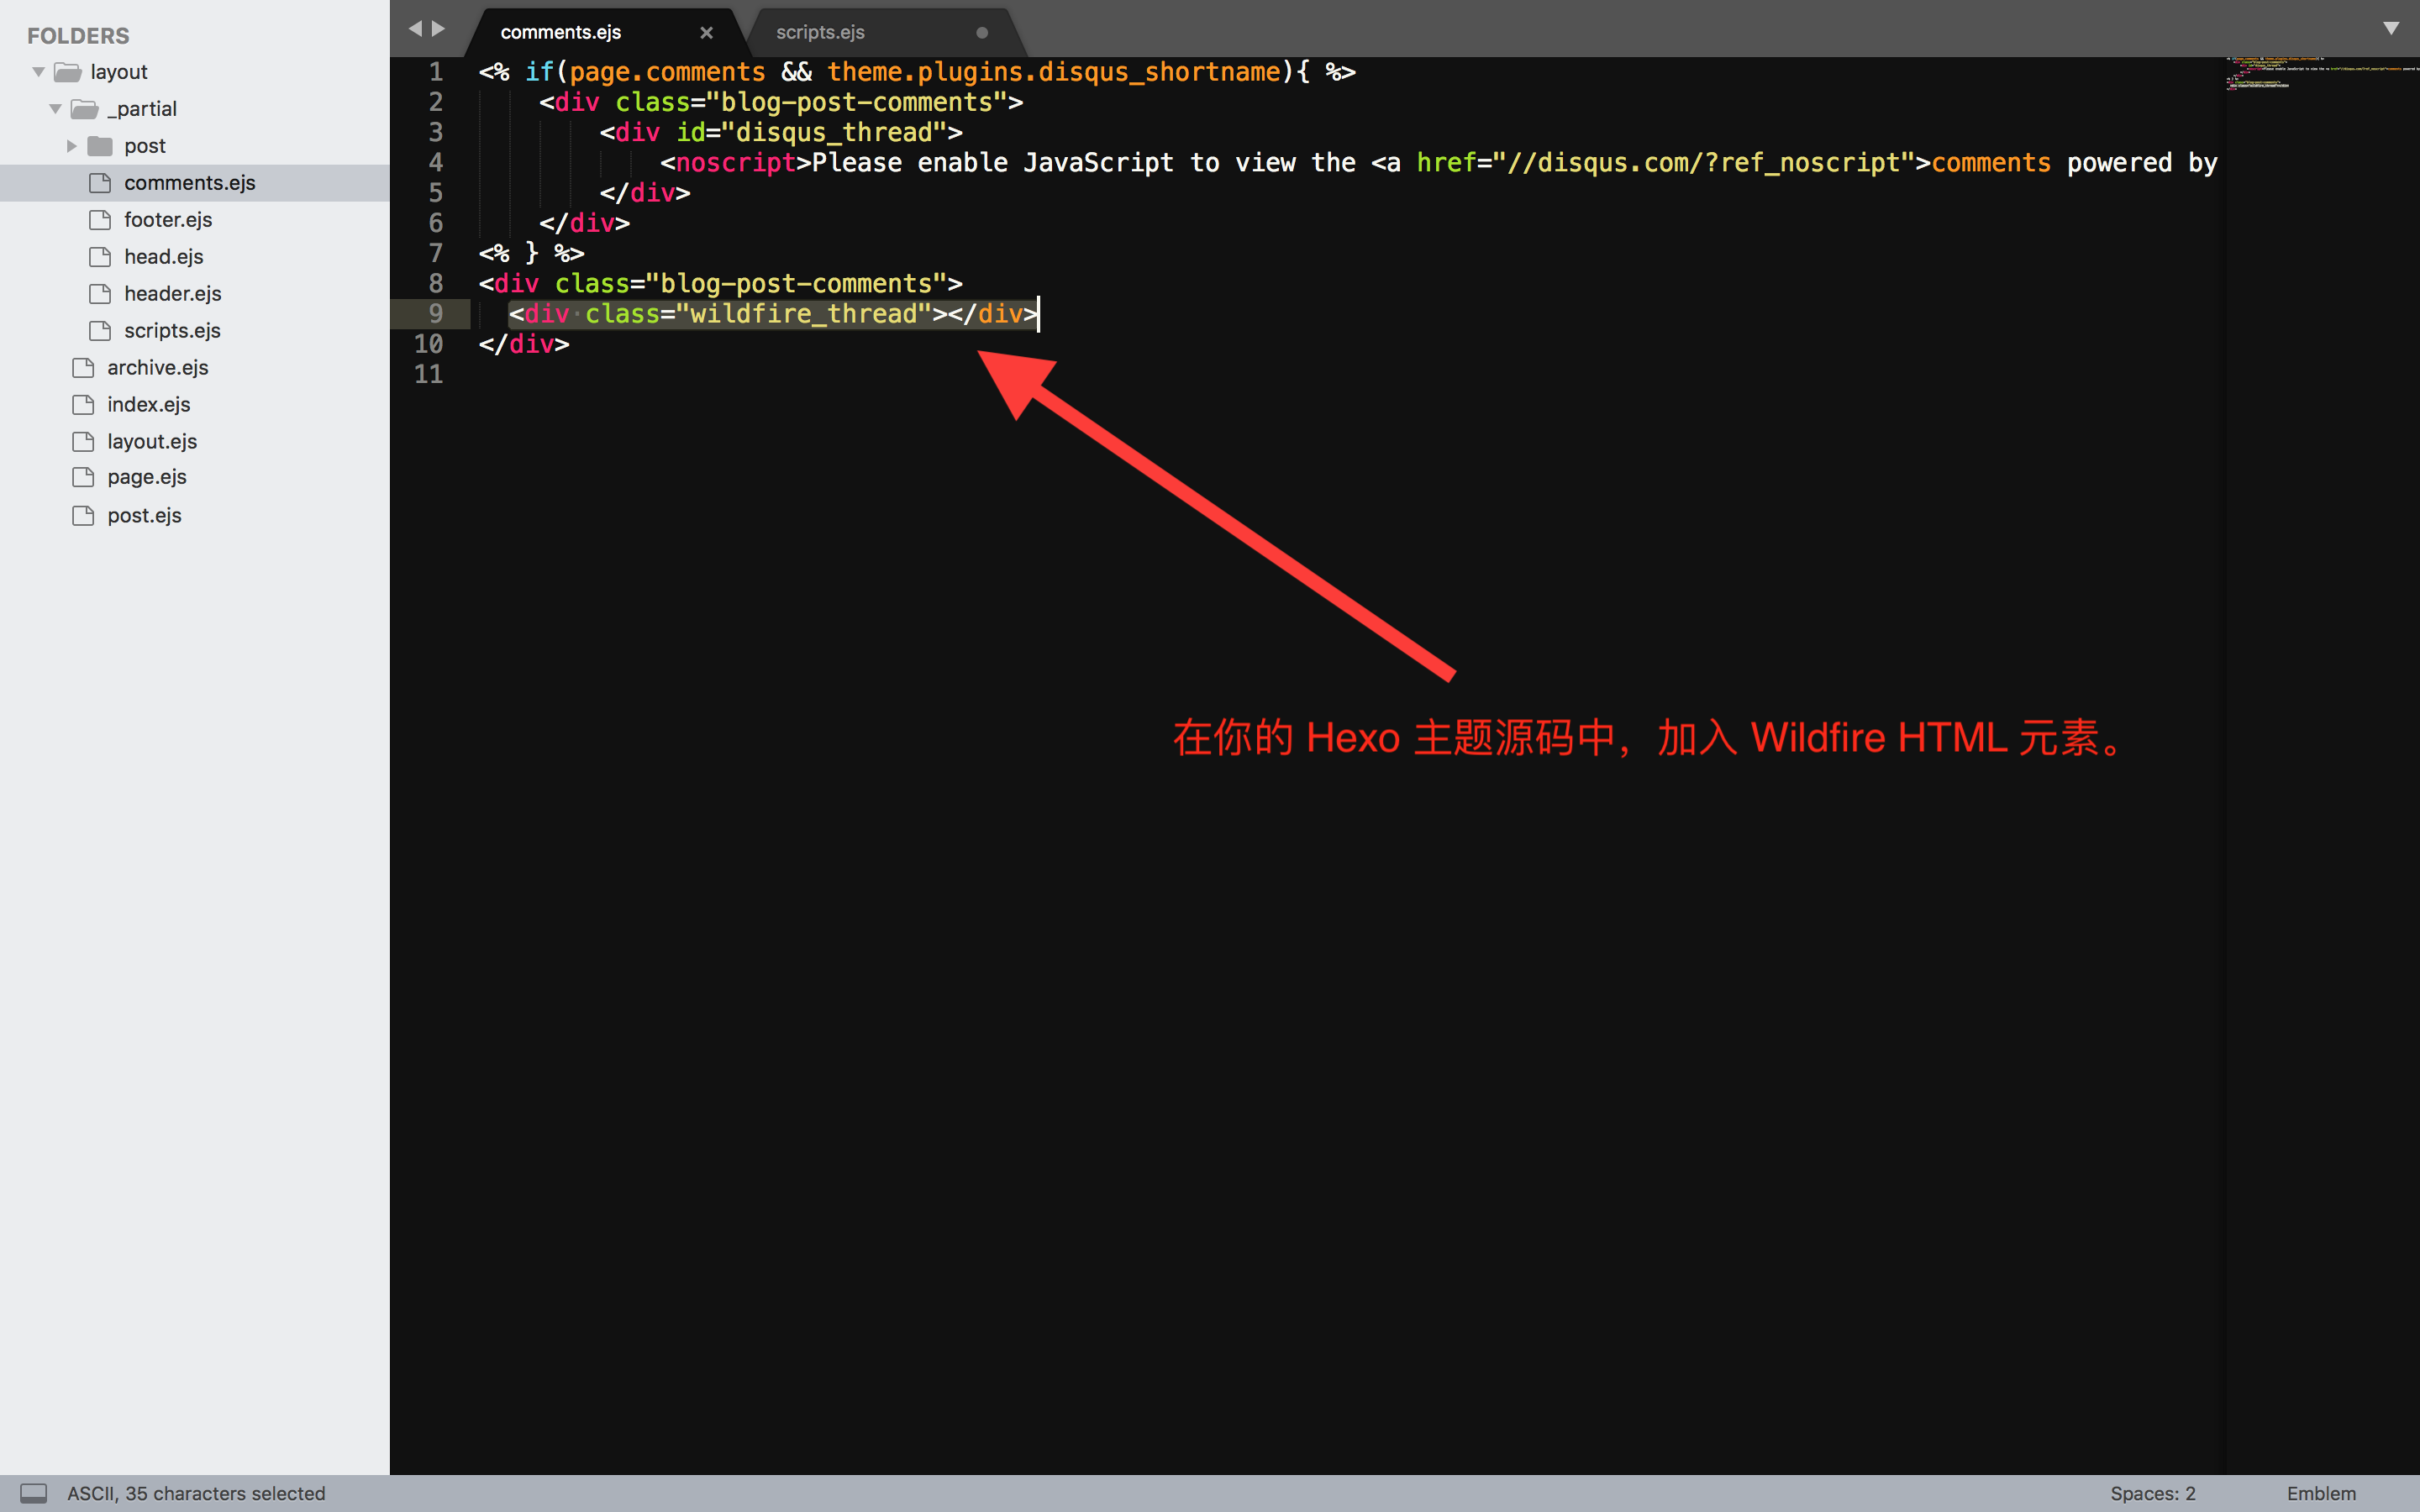 FOLDERS
layout
_partial
post
comments.ejs
footer.ejs
head.ejs
header.ejs
scripts.ejs
archive.ejs
index.ejs
layout.ejs
page.ejs
post.ejs
comments.ejs × scripts.ejs
1 <% if(page.comments && theme.plugins.disqus_shortname){ %>
2 <div class="blog-post-comments">
3 <div id="disqus_thread">
4 <noscript>Please enable JavaScript to view the <a href="//disqus.com/?ref_noscript">comments powered by
5 </div>
6 </div>
7 <% } %>
8 <div class="blog-post-comments">
9 <div class="wildfire_thread"></div>
10 </div>
11
在你的 Hexo 主题源码中，加入 Wildfire HTML 元素。
ASCII, 35 characters selected
Spaces: 2
Emblem